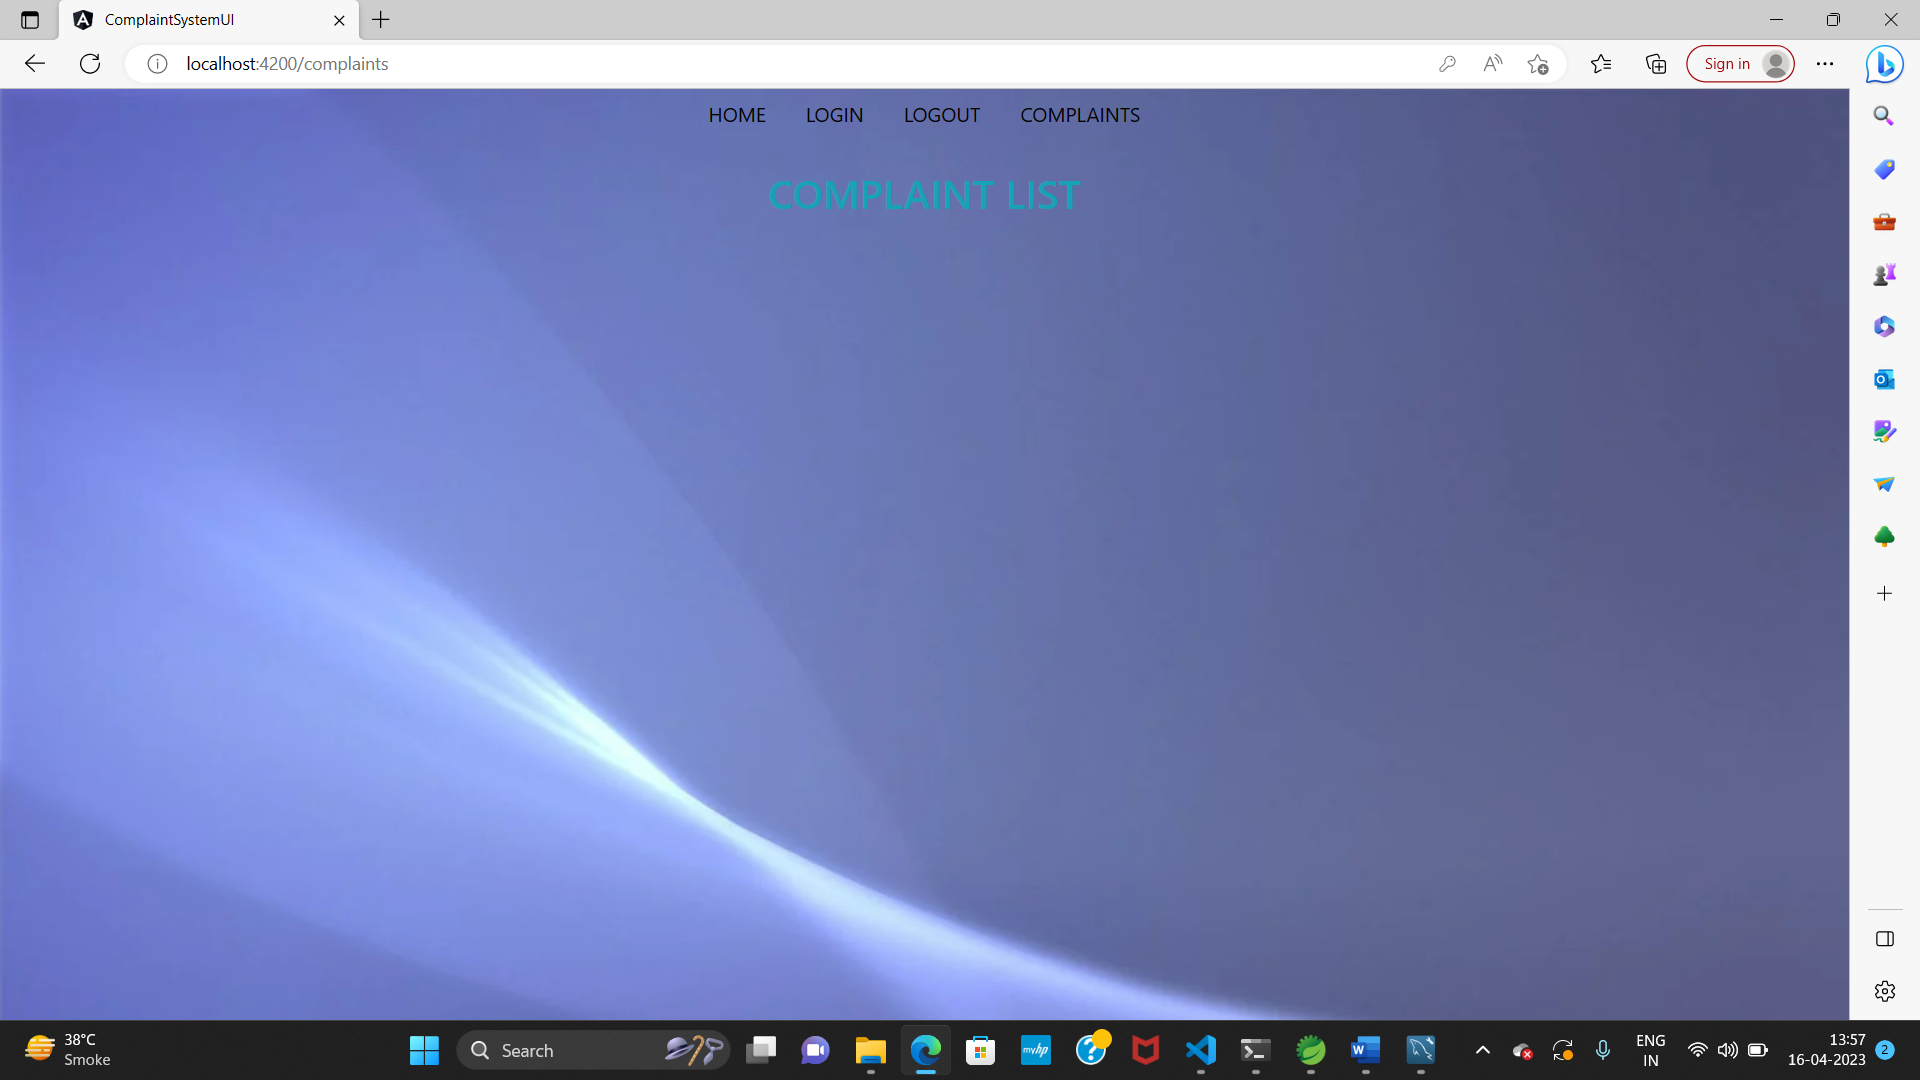 ComplaintSystemUI
localhost:4200/complaints
Sign in
HOME LOGIN LOGOUT COMPLAINTS
COMPLAINT LIST
38°C
Smoke
Search
myhp
ENG
IN
13:57
16-04-2023
2